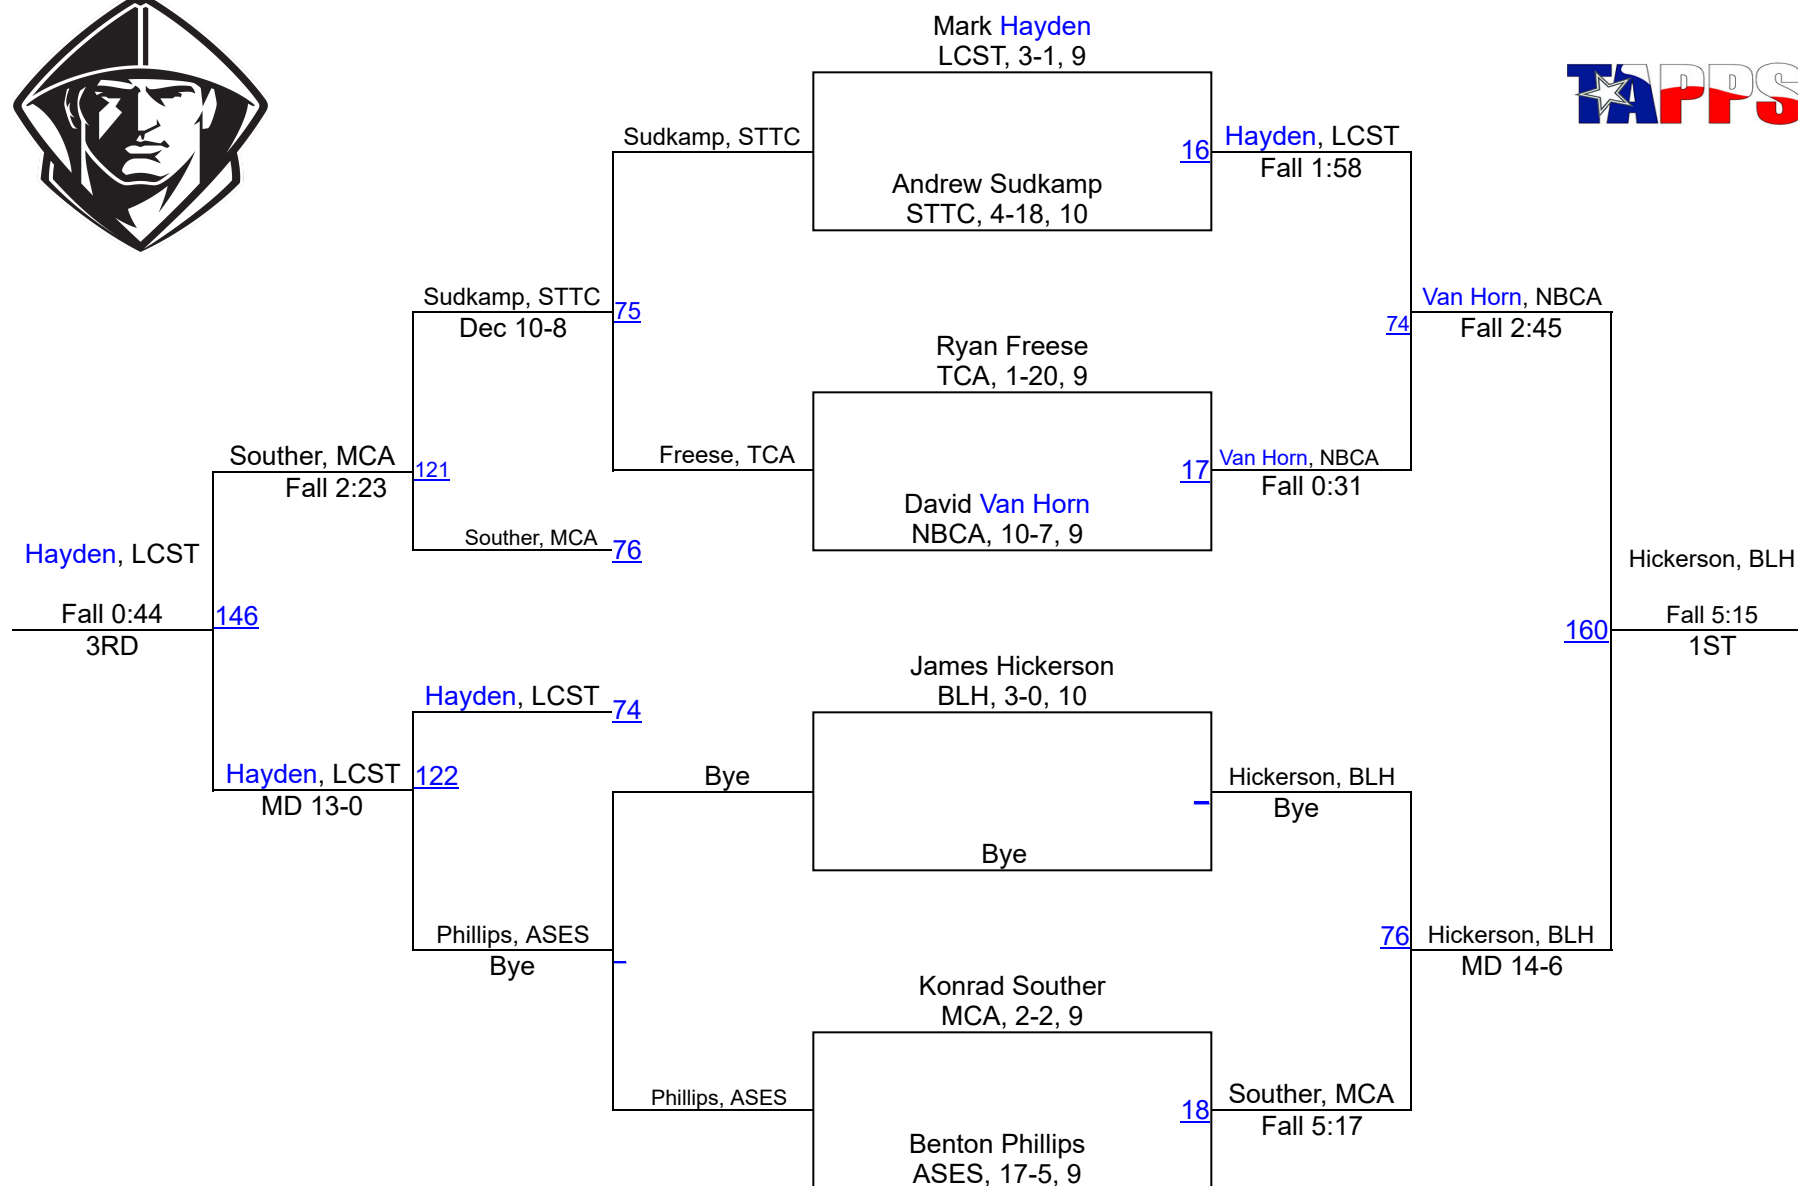 Mark Hayden
LCST, 3-1, 9
TAPPS
Sudkamp, STTC
16
Hayden, LCST
Fall 1:58
Andrew Sudkamp
STTC, 4-18, 10
Sudkamp, STTC
Dec 10-8
75
Van Horn, NBCA
Fall 2:45
74
Ryan Freese
TCA, 1-20, 9
Souther, MCA
Fall 2:23
121
Freese, TCA
17
Van Horn, NBCA
Fall 0:31
David Van Horn
NBCA, 10-7, 9
Souther, MCA
76
Hayden, LCST
Fall 0:44
3RD
146
Hickerson, BLH
Fall 5:15
1ST
160
James Hickerson
BLH, 3-0, 10
Hayden, LCST
74
Hayden, LCST
MD 13-0
122
Bye
Hickerson, BLH
Bye
Bye
Phillips, ASES
Bye
76
Hickerson, BLH
MD 14-6
Konrad Souther
MCA, 2-2, 9
Phillips, ASES
18
Souther, MCA
Fall 5:17
Benton Phillips
ASES, 17-5, 9